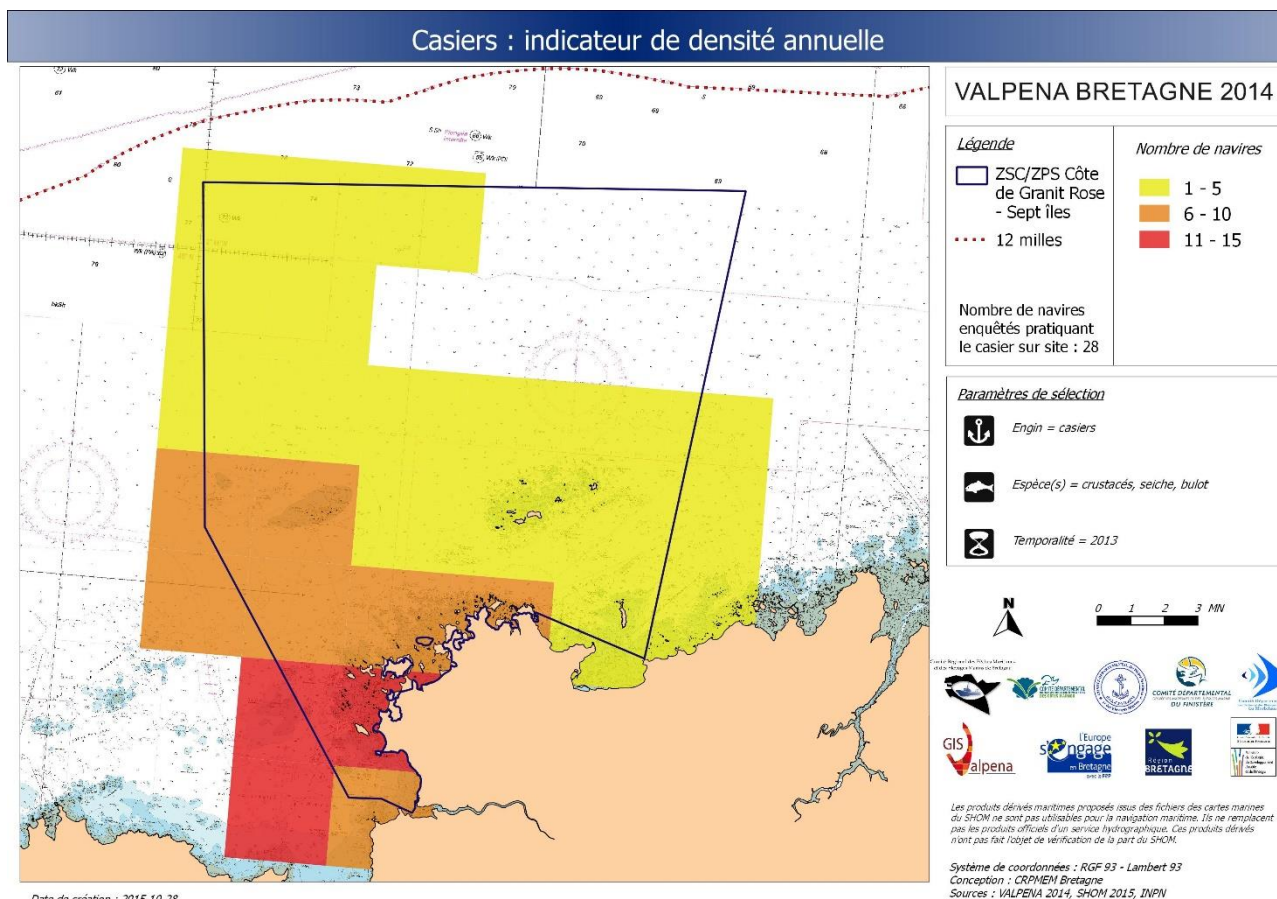 Casiers : indicateur de densité annuelle
VALPENA BRETAGNE 2014
Légende
ZSC/ZPS Côte
de Granit Rose
- Sept îles
12 milles
Nombre de navires
enquêtés pratiquant
le casier sur site : 28
Nombre de navires
1 - 5
6 - 10
11 - 15
Paramètres de sélection
Engin = casiers
Espèce(s) = crustacés, seiche, bulot
Temporalité = 2013
N
0 1 2 3 MN
COMITÉ DÉPARTEMENTAL
DU FINISTÈRE
GIS
Valpena
l'Europe
s'engage
en Bretagne
avec le FEP
Région
BRETAGNE
Les produits dérivés maritimes proposés issus des fichiers des cartes marines
du SHOM ne sont pas utilisables pour la navigation maritime. Ils ne remplacent
pas les produits officiels d'un service hydrographique. Ces produits dérivés
n'ont pas fait l'objet de vérification de la part du SHOM.
Système de coordonnées : RGF 93 - Lambert 93
Conception : CRPMEM Bretagne
Sources : VALPENA 2014, SHOM 2015, INPN
Date de création : 2015-10-28